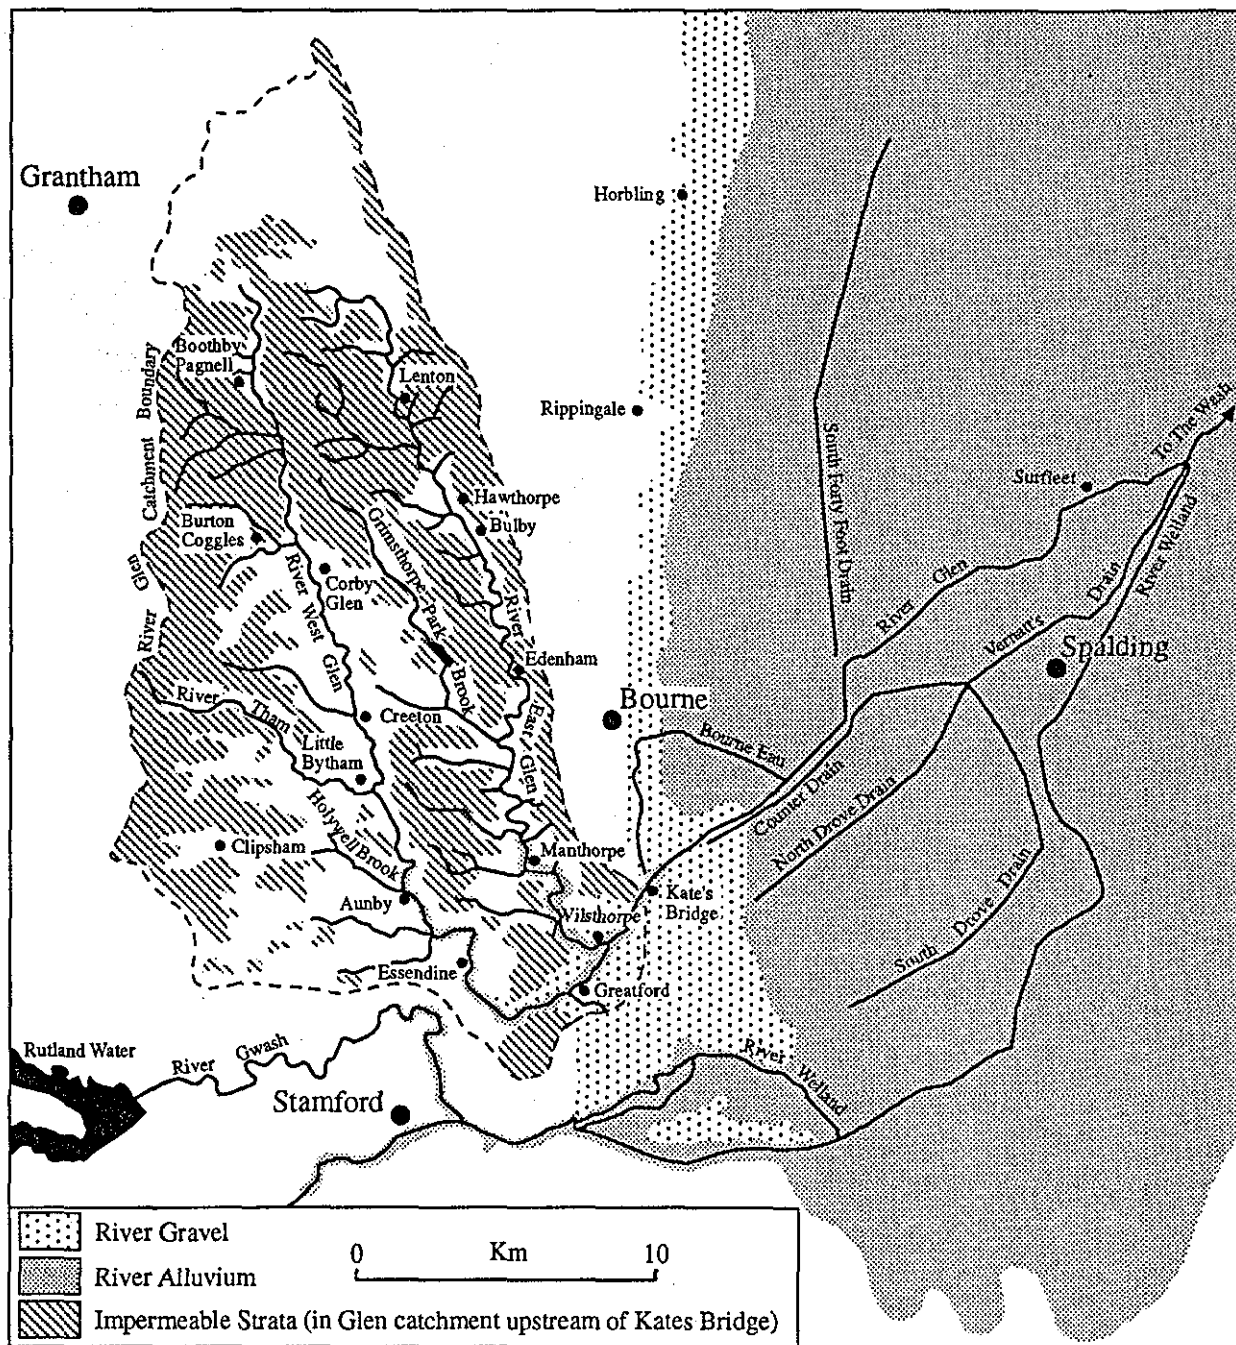 Grantham
Horbling
Boothby
Pagnell
Lenton
Rippingale
River Glen Catchment Boundary
To The Wash
South Forty Foot Drain
Surfleet
Hawthorpe
Bulby
Burton
Coggles
Grimsthorpe Park Brook
River West Glen
Corby
Glen
River Glen
River Welland
Vernatt's Drain
Spalding
River East Glen
Edenham
Bourne
River Tham
Creeton
Bourne Eau
Little
Bytham
Counter Drain
North Drove Drain
Holywell Brook
Clipsham
Manthorpe
Aunby
Kate's
Bridge
Wilsthorpe
South Drove Drain
Essendine
Greatford
Rutland Water
River Gwash
River Welland
Stamford
River Gravel
0 Km 10
River Alluvium
Impermeable Strata (in Glen catchment upstream of Kates Bridge)